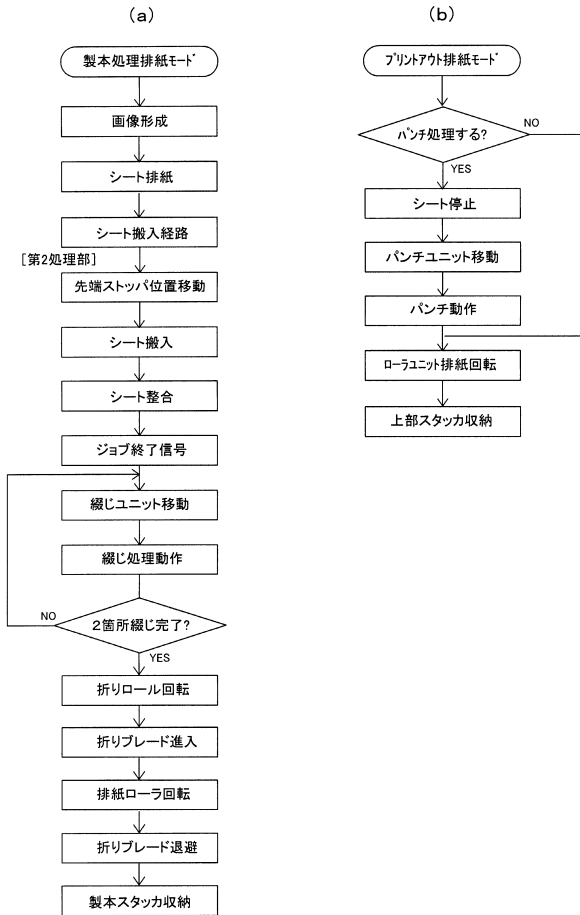 (a)
製本処理排紙モード
画像形成
シート排紙
シート搬入経路
[第2処理部]
先端ストッパ位置移動
シート搬入
シート整合
ジョブ終了信号
綴じユニット移動
綴じ処理動作
NO
2箇所綴じ完了?
YES
折りロール回転
折りブレード進入
排紙ローラ回転
折りブレード退避
製本スタッカ収納
(b)
プリントアウト排紙モード
パンチ処理する?
NO
YES
シート停止
パンチユニット移動
パンチ動作
ローラユニット排紙回転
上部スタッカ収納